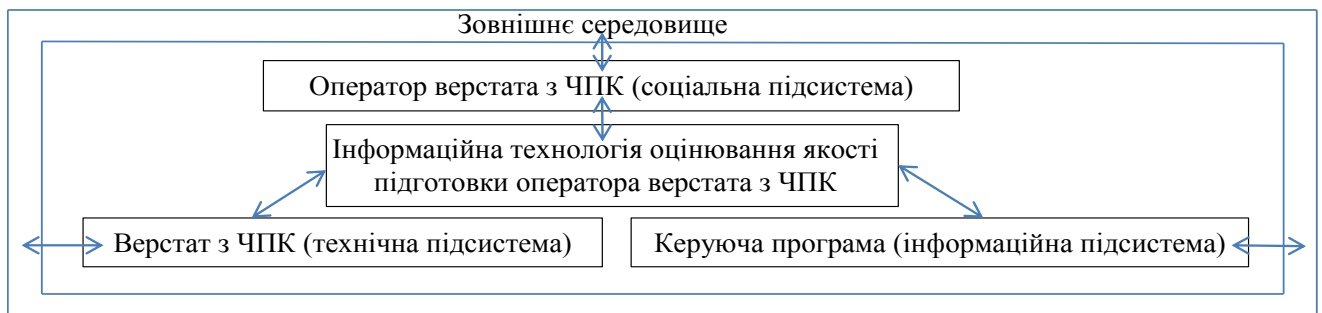 Зовнішнє середовище
Оператор верстата з ЧПК (соціальна підсистема)
Інформаційна технологія оцінювання якості
підготовки оператора верстата з ЧПК
Верстат з ЧПК (технічна підсистема)
Керуюча програма (інформаційна підсистема)